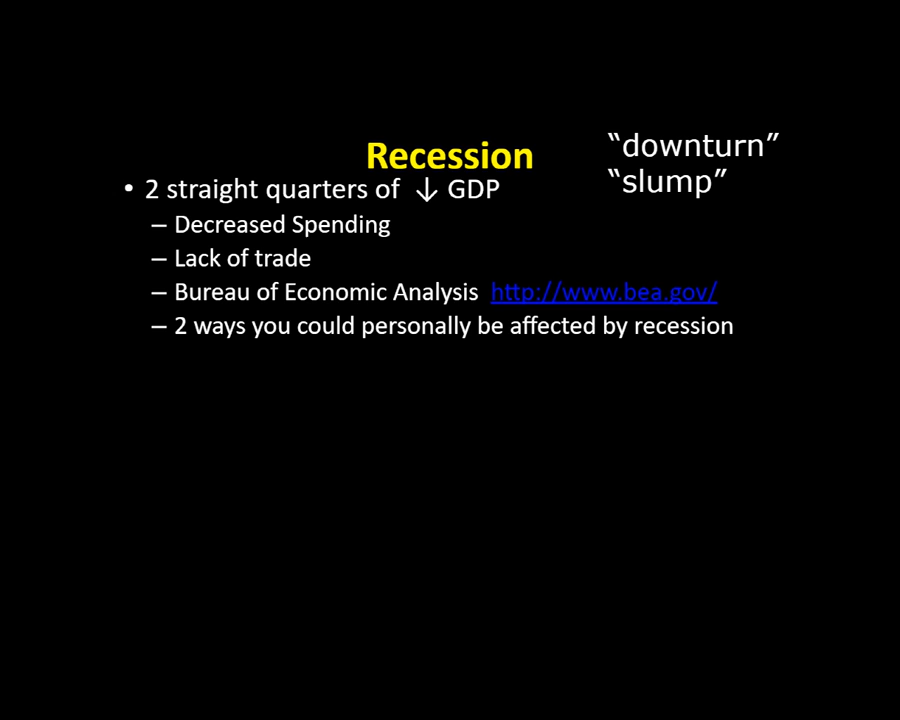 Recession
“downturn”
“slump”
• 2 straight quarters of ↓ GDP
– Decreased Spending
– Lack of trade
– Bureau of Economic Analysis http://www.bea.gov/
– 2 ways you could personally be affected by recession